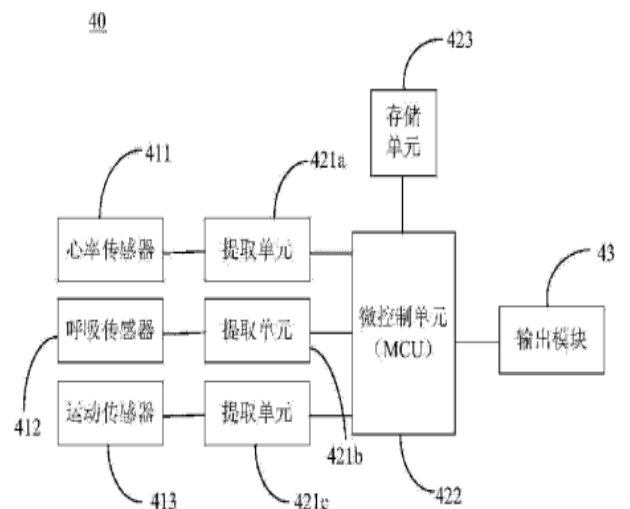 40
423
存储
单元
411
421a
心率传感器
提取单元
43
呼吸传感器
提取单元
微控制单元
（MCU）
输出模块
412
运动传感器
提取单元
421b
413
421c
422